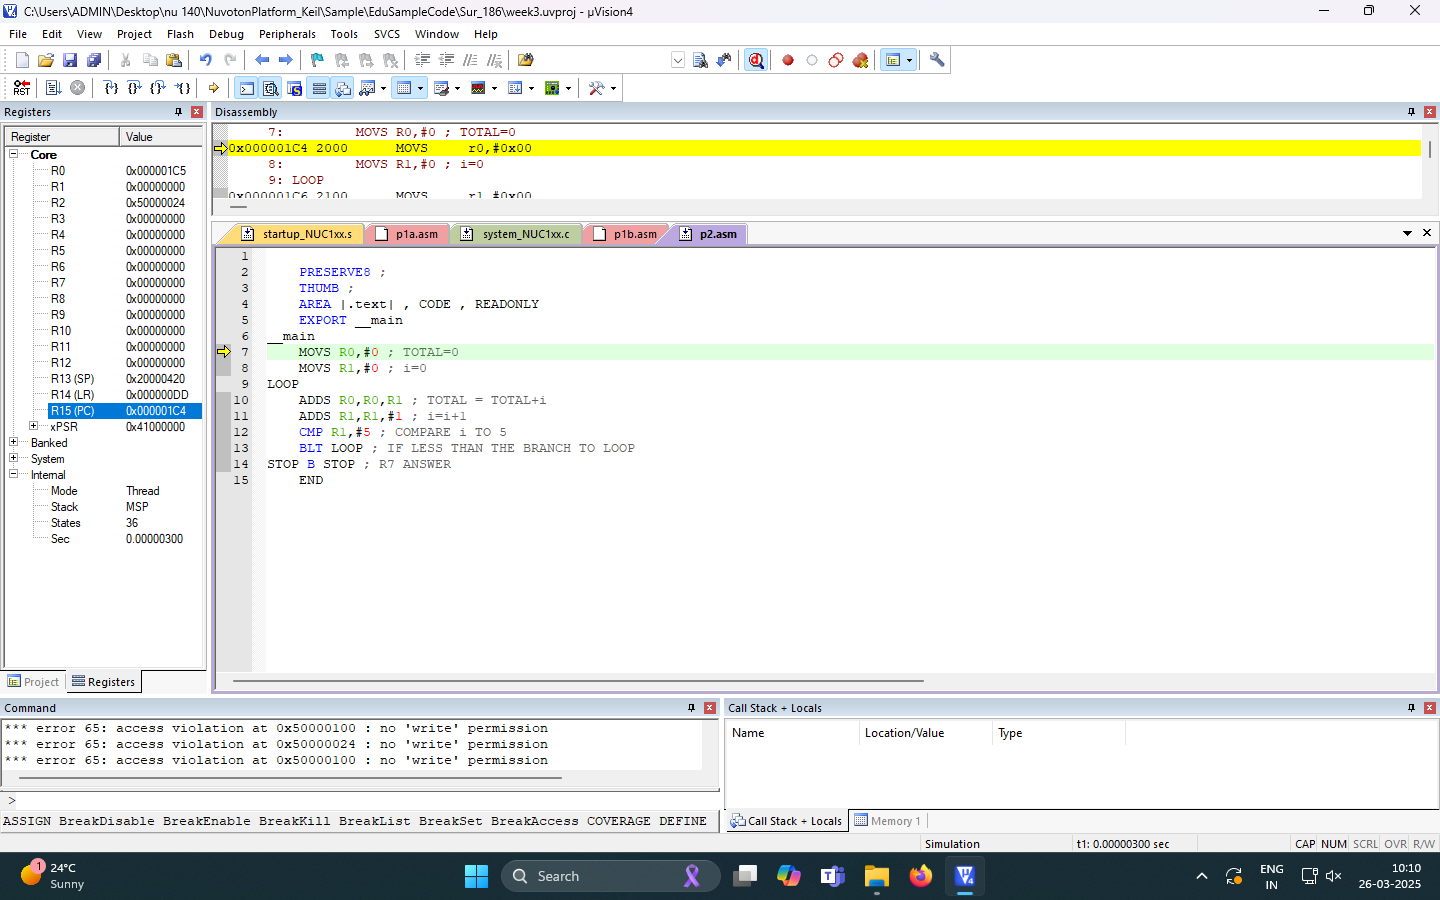 C:\Users\ADMIN\Desktop\nu 140\NuvotonPlatform_Keil\Sample\EduSampleCode\Sur_186\week3.uvproj - µVision4
File Edit View Project Flash Debug Peripherals Tools SVCS Window Help
RST
Registers
Register Value
Core
R0 0x000001C5
R1 0x00000000
R2 0x50000024
R3 0x00000000
R4 0x00000000
R5 0x00000000
R6 0x00000000
R7 0x00000000
R8 0x00000000
R9 0x00000000
R10 0x00000000
R11 0x00000000
R12 0x00000000
R13 (SP) 0x20000420
R14 (LR) 0x000000DD
R15 (PC) 0x000001C4
xPSR 0x41000000
Banked
System
Internal
Mode Thread
Stack MSP
States 36
Sec 0.00000300
Project Registers
Disassembly
7: MOVS R0,#0 ; TOTAL=0
0x000001C4 2000 MOVS r0,#0x00
8: MOVS R1,#0 ; i=0
9: LOOP
0x000001C6 2100 MOVS r1,#0x00
startup_NUC1xx.s p1a.asm system_NUC1xx.c p1b.asm p2.asm
1
2 PRESERVE8 ;
3 THUMB ;
4 AREA |.text| , CODE , READONLY
5 EXPORT __main
6 __main
7 MOVS R0,#0 ; TOTAL=0
8 MOVS R1,#0 ; i=0
9 LOOP
10 ADDS R0,R0,R1 ; TOTAL = TOTAL+i
11 ADDS R1,R1,#1 ; i=i+1
12 CMP R1,#5 ; COMPARE i TO 5
13 BLT LOOP ; IF LESS THAN THE BRANCH TO LOOP
14 STOP B STOP ; R7 ANSWER
15 END
Command
*** error 65: access violation at 0x50000100 : no 'write' permission
*** error 65: access violation at 0x50000024 : no 'write' permission
*** error 65: access violation at 0x50000100 : no 'write' permission
>
ASSIGN BreakDisable BreakEnable BreakKill BreakList BreakSet BreakAccess COVERAGE DEFINE
Call Stack + Locals
Name Location/Value Type
Call Stack + Locals Memory 1
Simulation t1: 0.00000300 sec CAP NUM SCRL OVR R/W
1
24°C
Sunny
Search
ENG
IN
10:10
26-03-2025